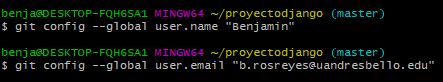 benja@DESKTOP-FQH6SA1 MINGW64 ~/proyectodjango (master)
$ git config --global user.name "Benjamin"
benja@DESKTOP-FQH6SA1 MINGW64 ~/proyectodjango (master)
$ git config --global user.email "b.rosreyes@uandresbello.edu"